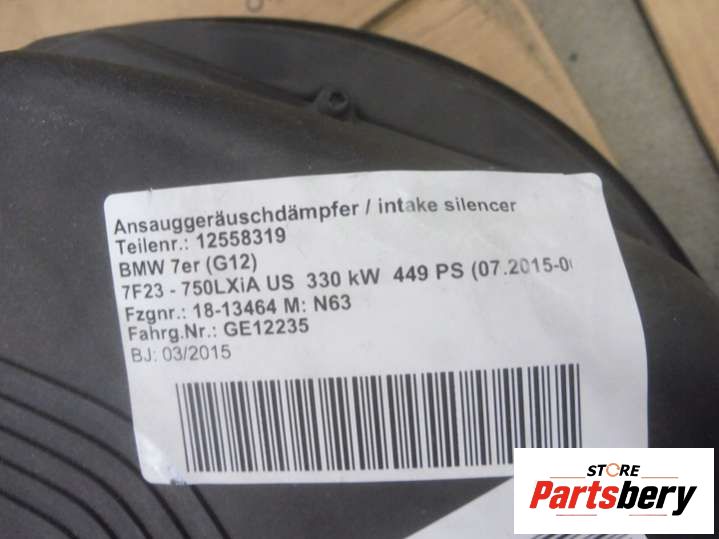 Ansauggeräuschdämpfer / intake silencer
Teilenr.: 12558319
BMW 7er (G12)
7F23 - 750LXiA US 330 kW 449 PS (07.2015-0
Fzgnr.: 18-13464 M: N63
Fahrg.Nr.: GE12235
BJ: 03/2015
STORE
Partsbery